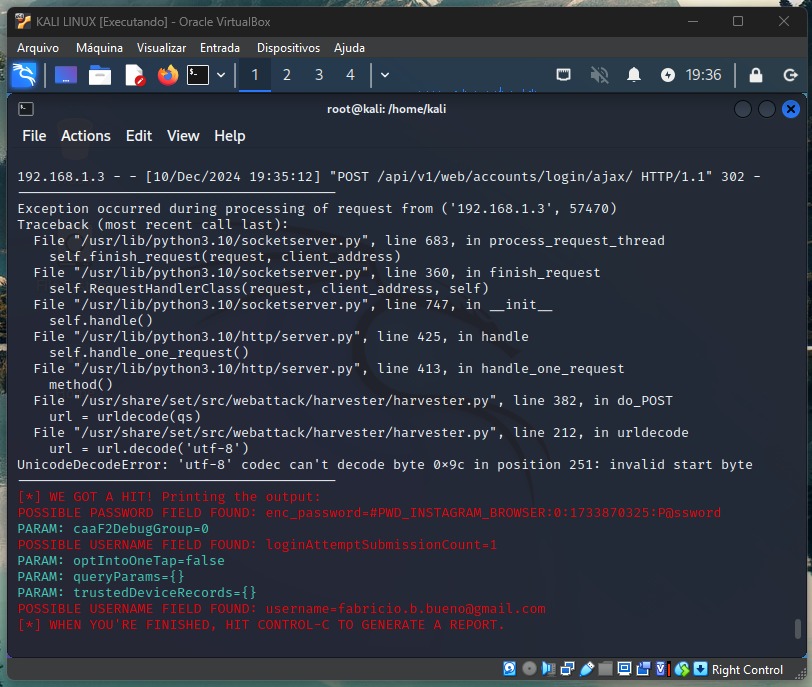 KALI LINUX [Executando] - Oracle VirtualBox
Arquivo Máquina Visualizar Entrada Dispositivos Ajuda
1 2 3 4 19:36
root@kali: /home/kali
File Actions Edit View Help
192.168.1.3 - - [10/Dec/2024 19:35:12] "POST /api/v1/web/accounts/login/ajax/ HTTP/1.1" 302 -
Exception occurred during processing of request from ('192.168.1.3', 57470)
Traceback (most recent call last):
File "/usr/lib/python3.10/socketserver.py", line 683, in process_request_thread
self.finish_request(request, client_address)
File "/usr/lib/python3.10/socketserver.py", line 360, in finish_request
self.RequestHandlerClass(request, client_address, self)
File "/usr/lib/python3.10/socketserver.py", line 747, in __init__
self.handle()
File "/usr/lib/python3.10/http/server.py", line 425, in handle
self.handle_one_request()
File "/usr/lib/python3.10/http/server.py", line 413, in handle_one_request
method()
File "/usr/share/set/src/webattack/harvester/harvester.py", line 382, in do_POST
url = urldecode(qs)
File "/usr/share/set/src/webattack/harvester/harvester.py", line 212, in urldecode
url = url.decode('utf-8')
UnicodeDecodeError: 'utf-8' codec can't decode byte 0×9c in position 251: invalid start byte
[*] WE GOT A HIT! Printing the output:
POSSIBLE PASSWORD FIELD FOUND: enc_password=#PWD_INSTAGRAM_BROWSER:0:1733870325:P@ssword
PARAM: caaF2DebugGroup=0
POSSIBLE USERNAME FIELD FOUND: loginAttemptSubmissionCount=1
PARAM: optIntoOneTap=false
PARAM: queryParams={}
PARAM: trustedDeviceRecords={}
POSSIBLE USERNAME FIELD FOUND: username=fabricio.b.bueno@gmail.com
[*] WHEN YOU'RE FINISHED, HIT CONTROL-C TO GENERATE A REPORT.
Right Control